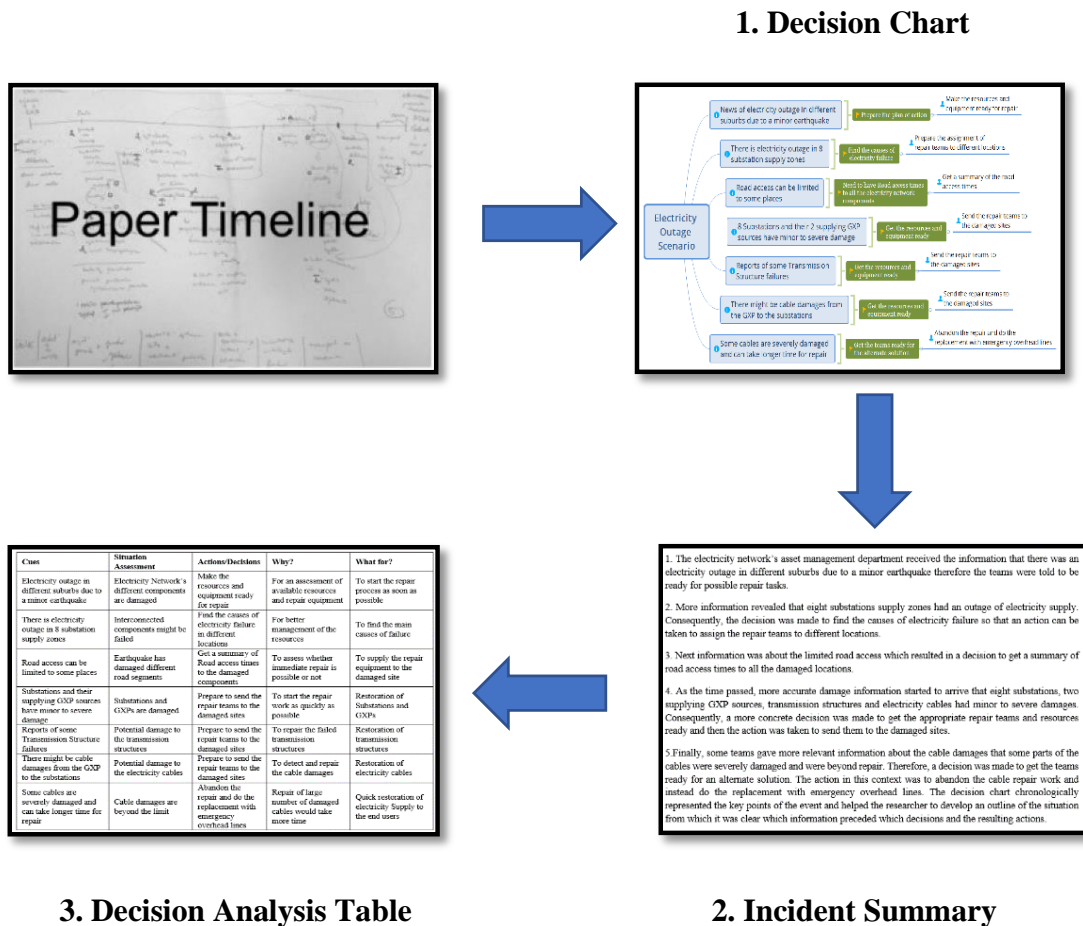 1. Decision Chart
Paper Timeline
Electricity
Outage
Scenario
News of electricity outage in different
suburbs due to a minor earthquake
Prepare the plan of action
Make the resources and
equipment ready for repair
There is electricity outage in 8
substation supply zones
Find the causes of
electricity failure
Prepare the assignment of
repair teams to different locations
Road access can be limited
to some places
Need to have Road access times
to all the electricity network
components
Get a summary of the road
access times
8 Substations and their 2 supplying GXP
sources have minor to severe damage
Get the resources and
equipment ready
Send the repair teams to
the damaged sites
Reports of some Transmission
Structure failures
Get the resources and
equipment ready
Send the repair teams to
the damaged sites
There might be cable damages from
the GXP to the substations
Get the resources and
equipment ready
Send the repair teams to
the damaged sites
Some cables are severely damaged
and can take longer time for repair
Get the teams ready for
the alternate solution
Abandon the repair and do the
replacement with emergency overhead lines
Cues
Situation
Assessment
Actions/Decisions
Why?
What for?
Electricity outage in
different suburbs due to
a minor earthquake
Electricity Network's
different components
are damaged
Make the
resources and
equipment ready
for repair
For an assessment of
available resources
and repair equipment
To start the repair
process as soon as
possible
There is electricity
outage in 8 substation
supply zones
Interconnected
components might be
failed
Find the causes of
electricity failure
in different
locations
For better
management of the
resources
To find the main
causes of failure
Road access can be
limited to some places
Earthquake has
damaged different
road segments
Get a summary of
Road access times
to the damaged
components
To assess whether
immediate repair is
possible or not
To supply the repair
equipment to the
damaged site
Substations and their
supplying GXP sources
have minor to severe
damage
Substations and
GXPs are damaged
Prepare to send the
repair teams to the
damaged sites
To start the repair
work as quickly as
possible
Restoration of
Substations and
GXPs
Reports of some
Transmission Structure
failures
Potential damage to
the transmission
structures
Prepare to send the
repair teams to the
damaged sites
To repair the failed
transmission
structures
Restoration of
transmission
structures
There might be cable
damages from the GXP
to the substations
Potential damage to
the electricity cables
Prepare to send the
repair teams to the
damaged sites
To detect and repair
the cable damages
Restoration of
electricity cables
Some cables are
severely damaged and
can take longer time for
repair
Cable damages are
beyond the limit
Abandon the
repair and do the
replacement with
emergency
overhead lines
Repair of large
number of damaged
cables would take
more time
Quick restoration of
electricity Supply to
the end users
1. The electricity network's asset management department received the information that there was an
electricity outage in different suburbs due to a minor earthquake therefore the teams were told to be
ready for possible repair tasks.
2. More information revealed that eight substations supply zones had an outage of electricity supply.
Consequently, the decision was made to find the causes of electricity failure so that an action can be
taken to assign the repair teams to different locations.
3. Next information was about the limited road access which resulted in a decision to get a summary of
road access times to all the damaged locations.
4. As the time passed, more accurate damage information started to arrive that eight substations, two
supplying GXP sources, transmission structures and electricity cables had minor to severe damages.
Consequently, a more concrete decision was made to get the appropriate repair teams and resources
ready and then the action was taken to send them to the damaged sites.
5.Finally, some teams gave more relevant information about the cable damages that some parts of the
cables were severely damaged and were beyond repair. Therefore, a decision was made to get the teams
ready for an alternate solution. The action in this context was to abandon the cable repair work and
instead do the replacement with emergency overhead lines. The decision chart chronologically
represented the key points of the event and helped the researcher to develop an outline of the situation
from which it was clear which information preceded which decisions and the resulting actions.
3. Decision Analysis Table
2. Incident Summary